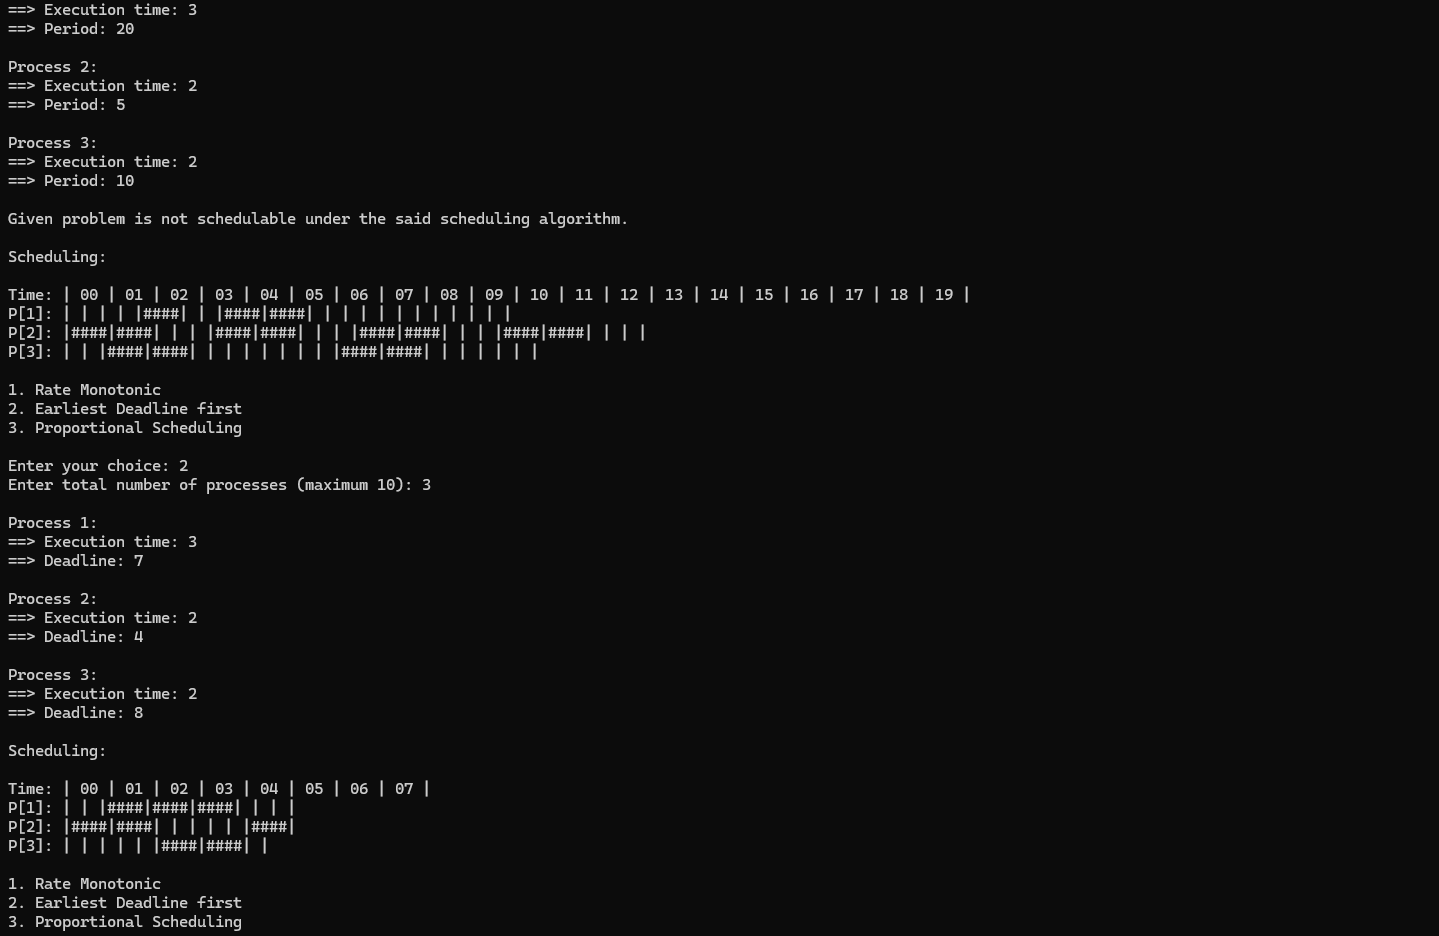 ==> Execution time: 3
==> Period: 20
Process 2:
==> Execution time: 2
==> Period: 5
Process 3:
==> Execution time: 2
==> Period: 10
Given problem is not schedulable under the said scheduling algorithm.
Scheduling:
Time: | 00 | 01 | 02 | 03 | 04 | 05 | 06 | 07 | 08 | 09 | 10 | 11 | 12 | 13 | 14 | 15 | 16 | 17 | 18 | 19 |
P[1]: | | | | |####| | |####|####| | | | | | | | | | | |
P[2]: |####|####| | | |####|####| | | |####|####| | | |####|####| | | |
P[3]: | | |####|####| | | | | | | | |####|####| | | | | | |
1. Rate Monotonic
2. Earliest Deadline first
3. Proportional Scheduling
Enter your choice: 2
Enter total number of processes (maximum 10): 3
Process 1:
==> Execution time: 3
==> Deadline: 7
Process 2:
==> Execution time: 2
==> Deadline: 4
Process 3:
==> Execution time: 2
==> Deadline: 8
Scheduling:
Time: | 00 | 01 | 02 | 03 | 04 | 05 | 06 | 07 |
P[1]: | | |####|####|####| | | |
P[2]: |####|####| | | | | |####|
P[3]: | | | | | |####|####| |
1. Rate Monotonic
2. Earliest Deadline first
3. Proportional Scheduling